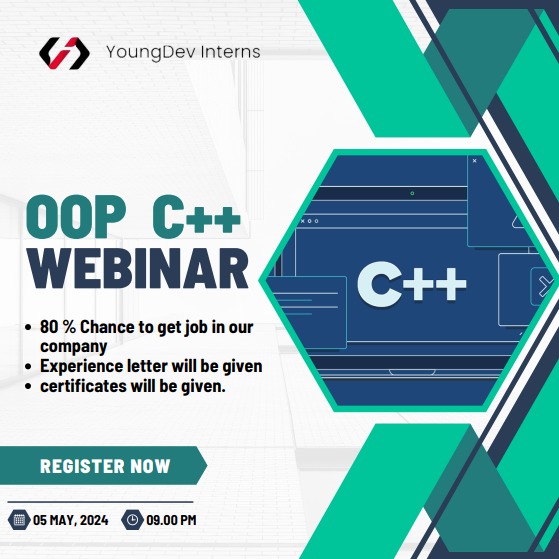 YoungDev Interns
OOP C++
WEBINAR
C++
• 80 % Chance to get job in our
company
• Experience letter will be given
• certificates will be given.
REGISTER NOW
05 MAY, 2024 09.00 PM